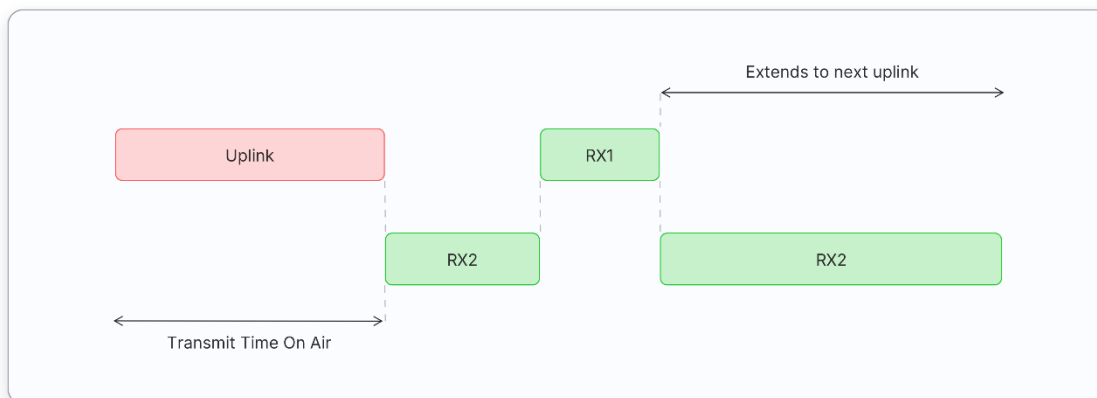 Extends to next uplink
Uplink
RX1
RX2
RX2
Transmit Time On Air